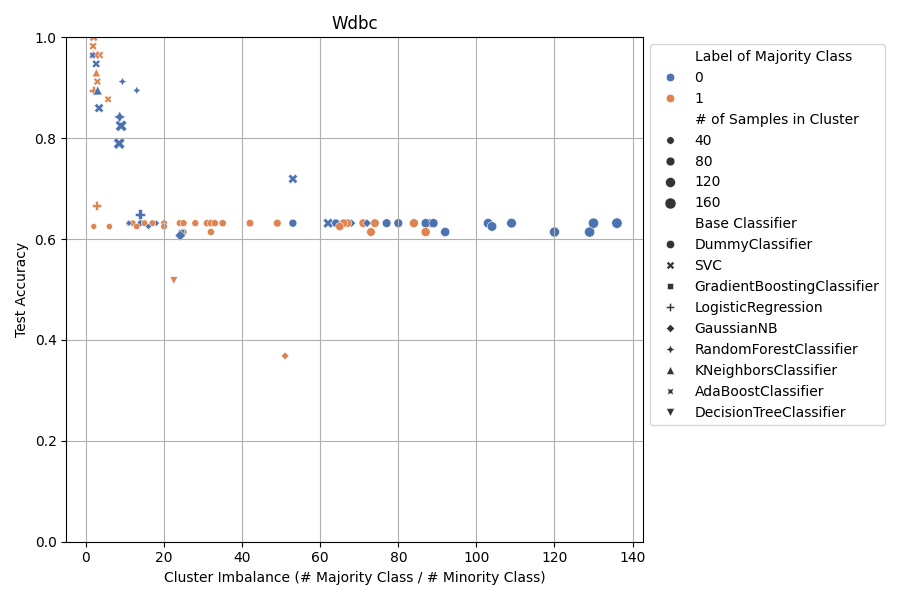 Wdbc
1.0
0.8
0.6
0.4
0.2
0.0
Test Accuracy
0 20 40 60 80 100 120 140
Cluster Imbalance (# Majority Class / # Minority Class)
Label of Majority Class
0
1
# of Samples in Cluster
40
80
120
160
Base Classifier
DummyClassifier
SVC
GradientBoostingClassifier
LogisticRegression
GaussianNB
RandomForestClassifier
KNeighborsClassifier
AdaBoostClassifier
DecisionTreeClassifier